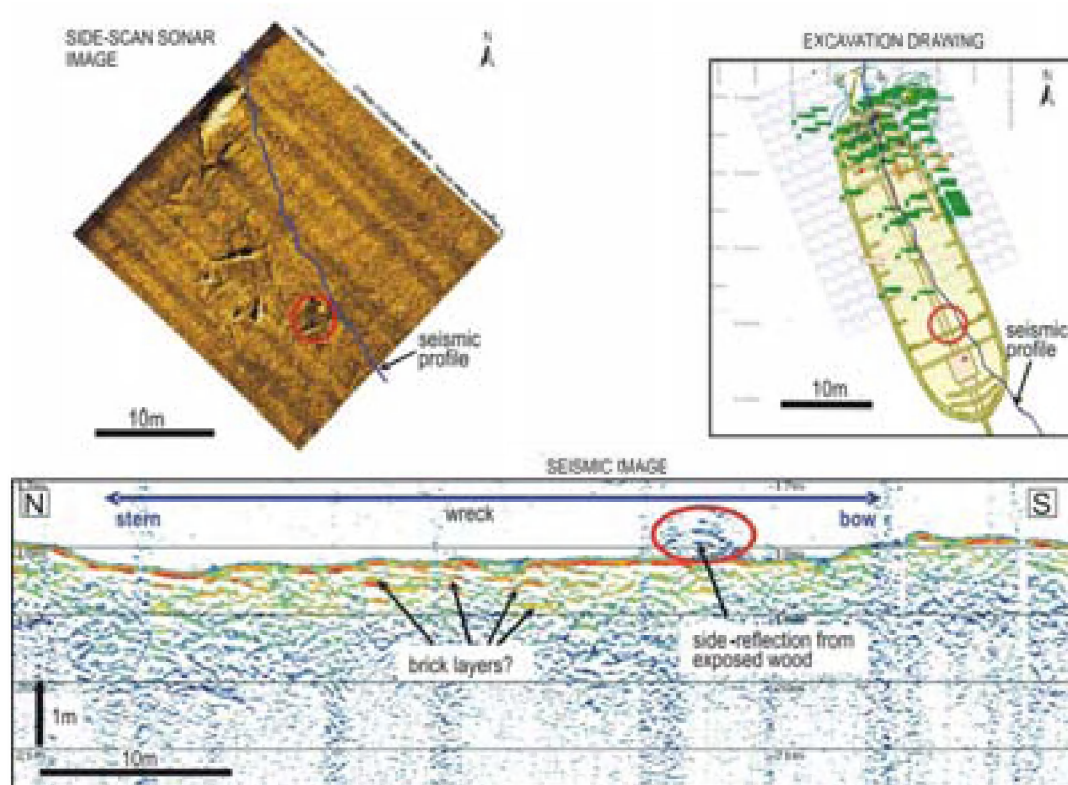 SIDE-SCAN SONAR
IMAGE
N
seismic
profile
10m
EXCAVATION DRAWING
N
seismic
profile
10m
SEISMIC IMAGE
N
S
stern
wreck
bow
brick layers?
side-reflection from
exposed wood
1m
10m